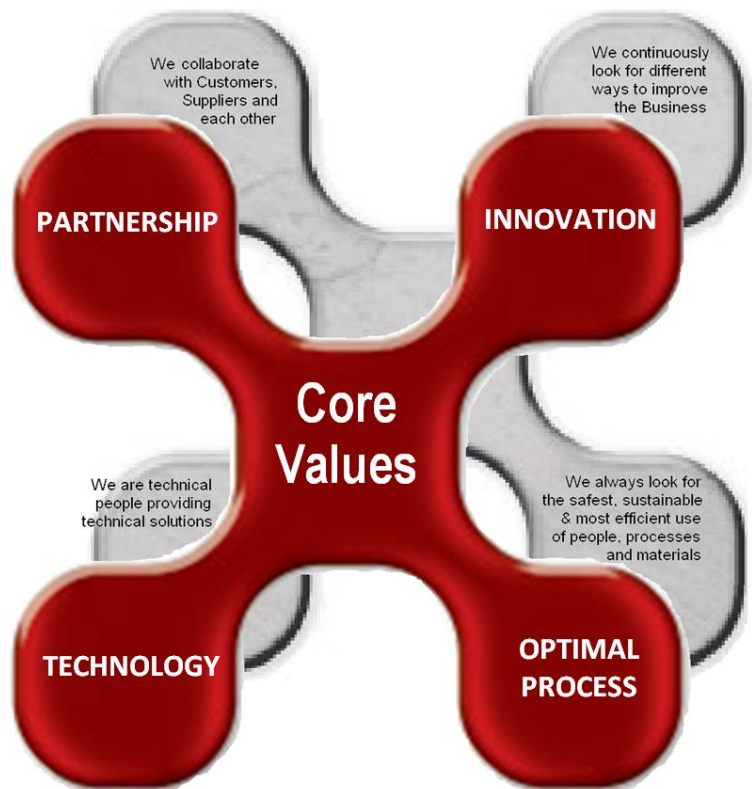 We collaborate
with Customers,
Suppliers and
each other
We continuously
look for different
ways to improve
the Business
PARTNERSHIP
INNOVATION
Core
Values
We are technical
people providing
technical solutions
We always look for
the safest, sustainable
& most efficient use
of people, processes
and materials
TECHNOLOGY
OPTIMAL
PROCESS